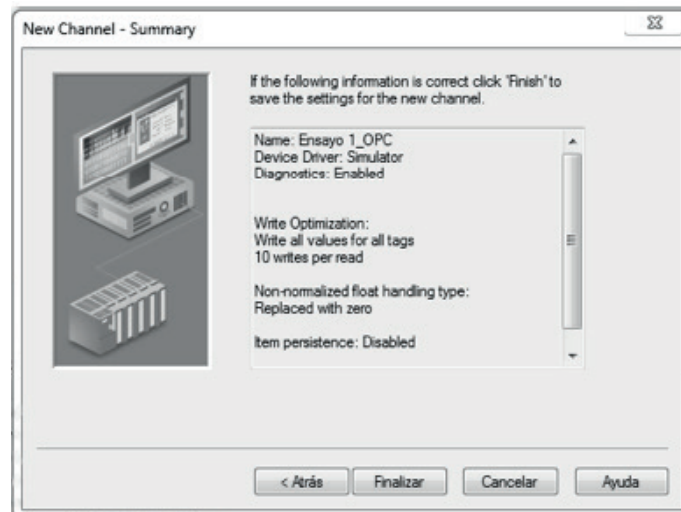 New Channel - Summary
If the following information is correct click 'Finish' to
save the settings for the new channel.
Name: Ensayo 1_OPC
Device Driver: Simulator
Diagnostics: Enabled
Write Optimization:
Write all values for all tags
10 writes per read
Non-normalized float handling type:
Replaced with zero
Item persistence: Disabled
< Atrás Finalizar Cancelar Ayuda